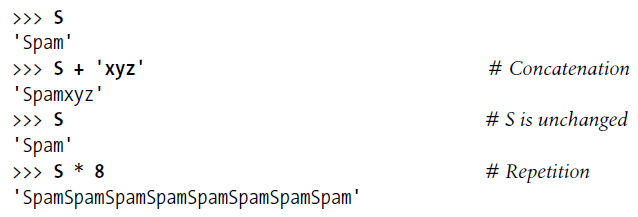 >>> S
'Spam'
>>> S + 'xyz' # Concatenation
'Spamxyz'
>>> S # S is unchanged
'Spam'
>>> S * 8 # Repetition
'SpamSpamSpamSpamSpamSpamSpamSpam'